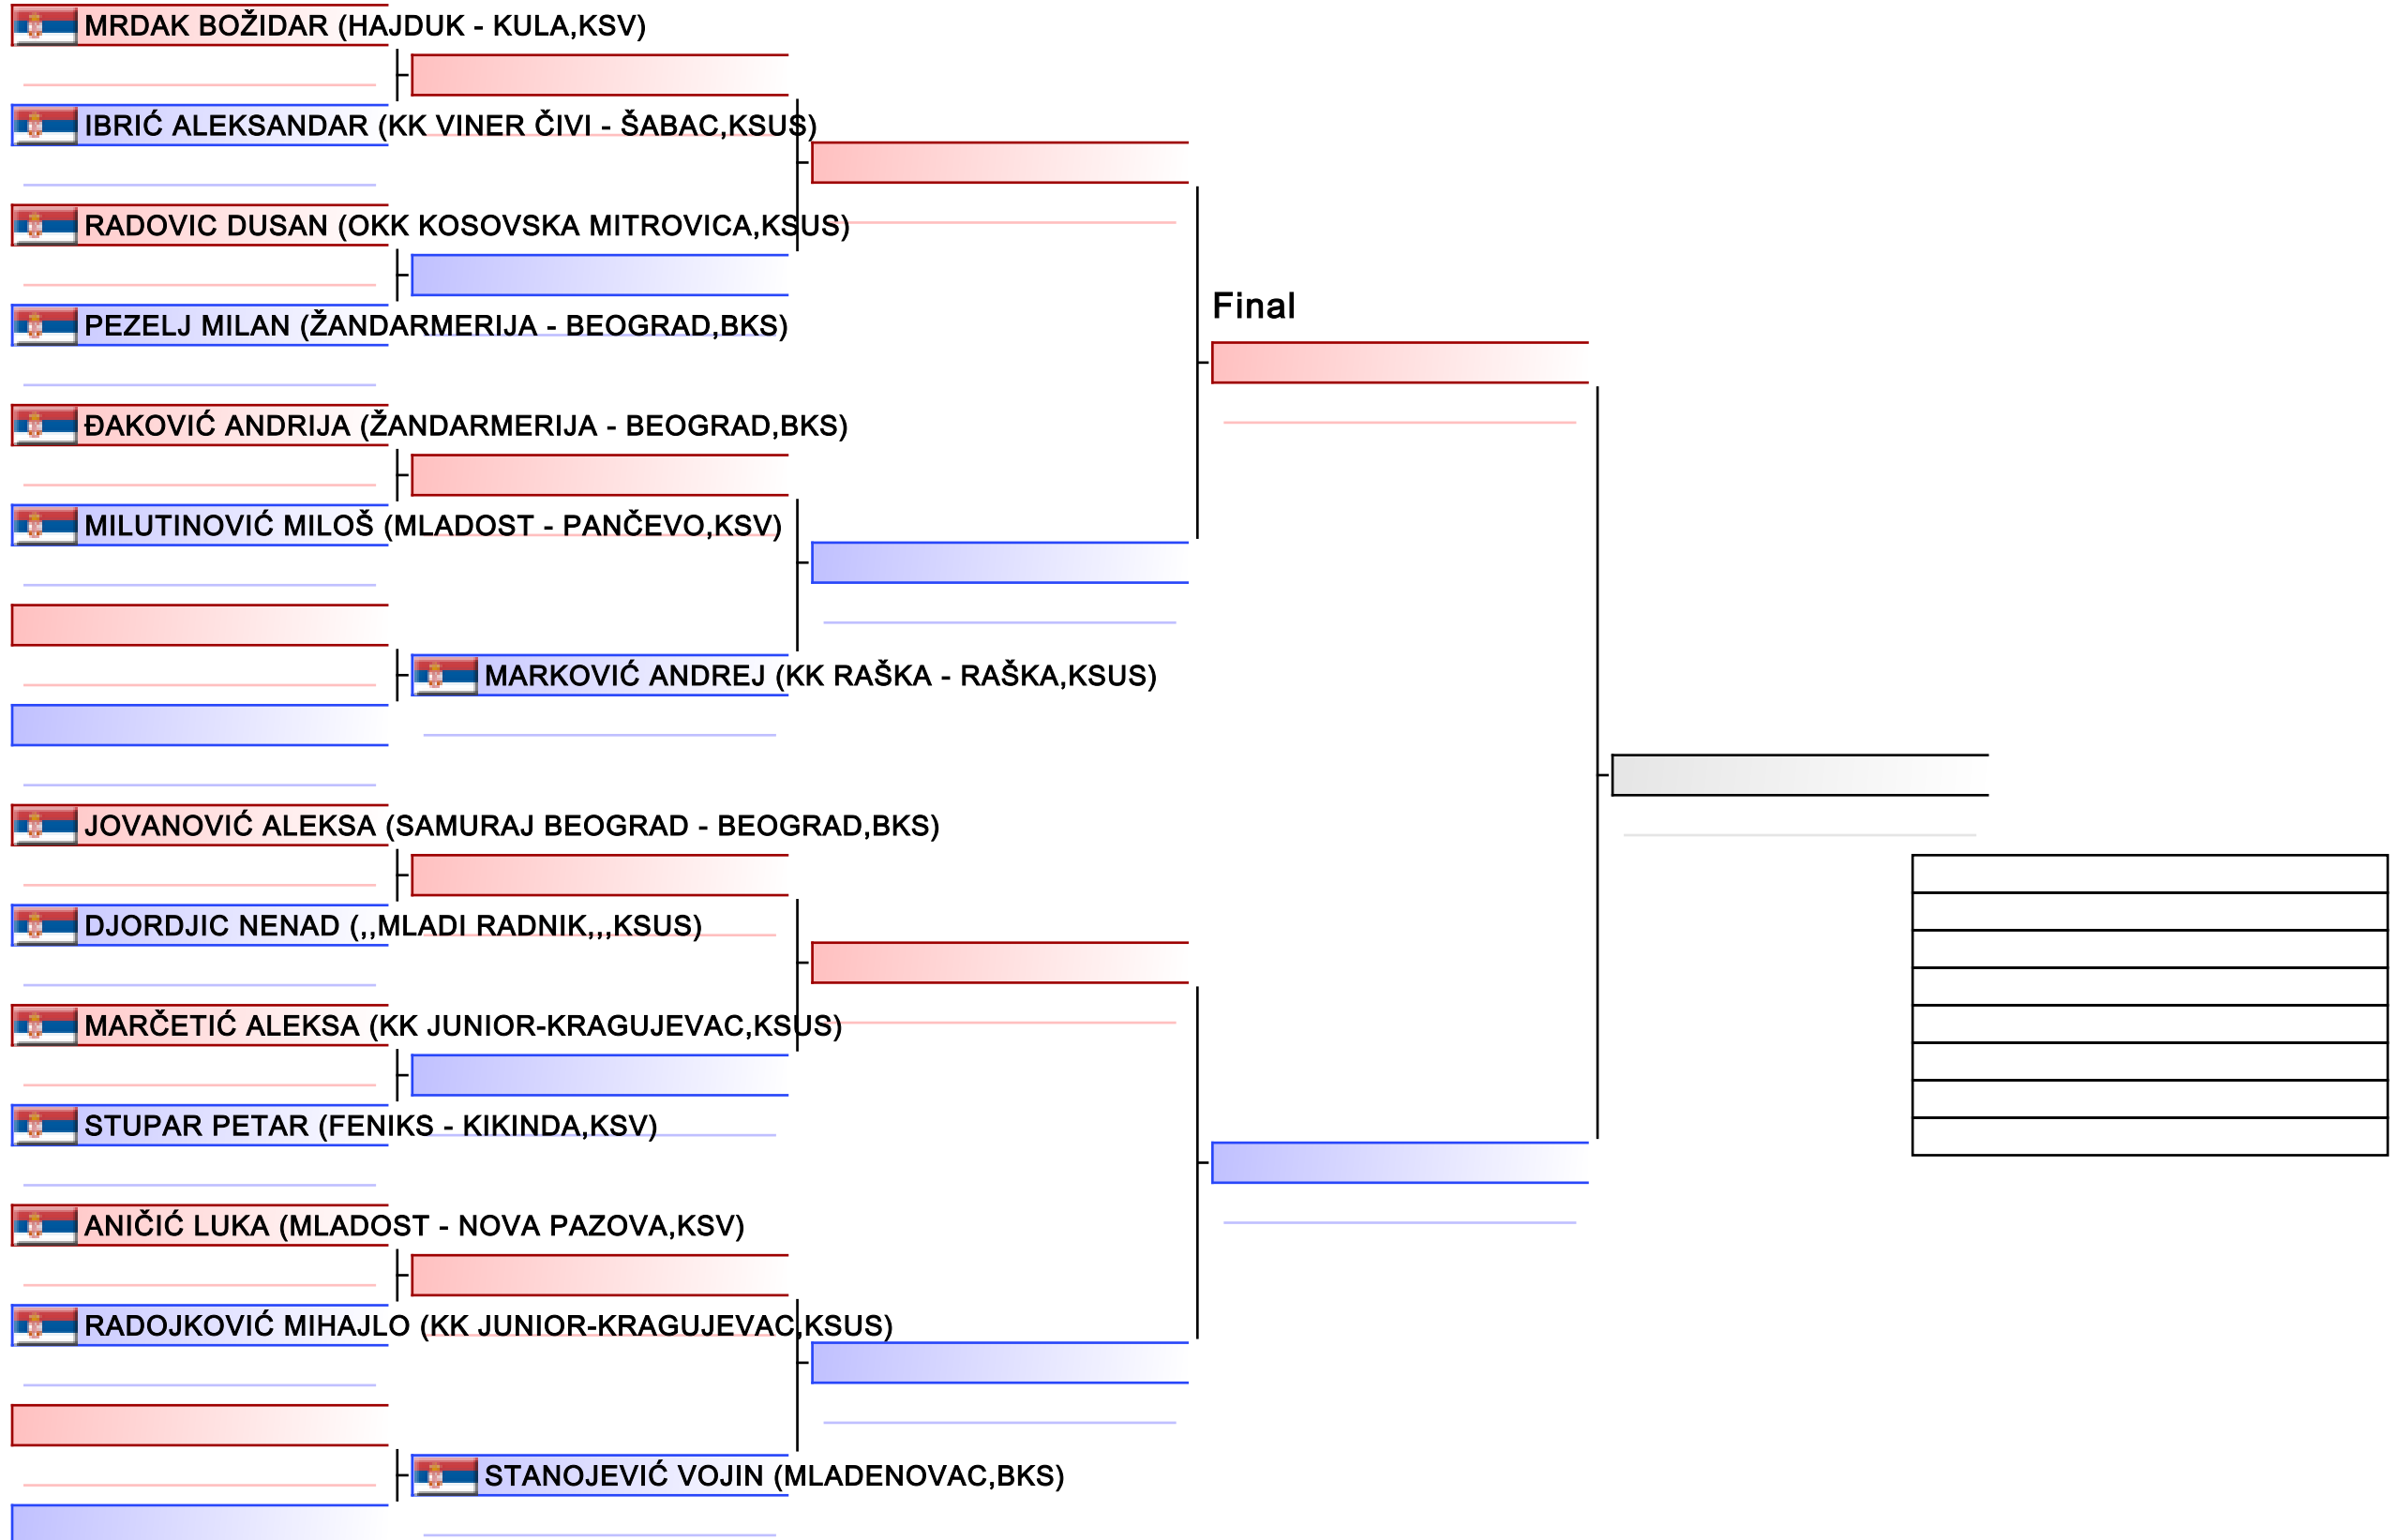 MRDAK BOŽIDAR (HAJDUK - KULA,KSV)
IBRIĆ ALEKSANDAR (KK VINER ČIVI - ŠABAC,KSUS)
RADOVIC DUSAN (OKK KOSOVSKA MITROVICA,KSUS)
Final
PEZELJ MILAN (ŽANDARMERIJA - BEOGRAD,BKS)
ĐAKOVIĆ ANDRIJA (ŽANDARMERIJA - BEOGRAD,BKS)
MILUTINOVIĆ MILOŠ (MLADOST - PANČEVO,KSV)
MARKOVIĆ ANDREJ (KK RAŠKA - RAŠKA,KSUS)
JOVANOVIĆ ALEKSA (SAMURAJ BEOGRAD - BEOGRAD,BKS)
DJORDJIC NENAD (,,MLADI RADNIK,,,KSUS)
MARČETIĆ ALEKSA (KK JUNIOR-KRAGUJEVAC,KSUS)
STUPAR PETAR (FENIKS - KIKINDA,KSV)
ANIČIĆ LUKA (MLADOST - NOVA PAZOVA,KSV)
RADOJKOVIĆ MIHAJLO (KK JUNIOR-KRAGUJEVAC,KSUS)
STANOJEVIĆ VOJIN (MLADENOVAC,BKS)